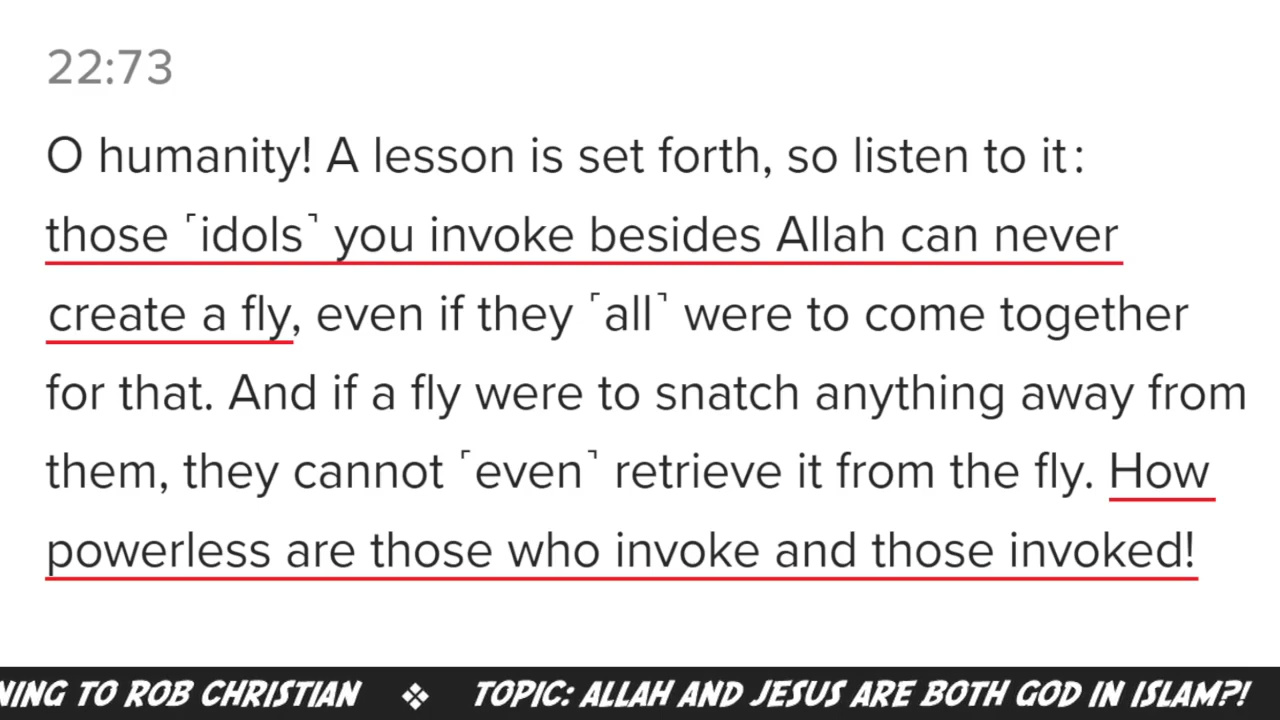 22:73
O humanity! A lesson is set forth, so listen to it:
those ˹idols˺ you invoke besides Allah can never
create a fly, even if they ˹all˺ were to come together
for that. And if a fly were to snatch anything away from
them, they cannot ˹even˺ retrieve it from the fly. How
powerless are those who invoke and those invoked!
NING TO ROB CHRISTIAN ❖ TOPIC: ALLAH AND JESUS ARE BOTH GOD IN ISLAM?!